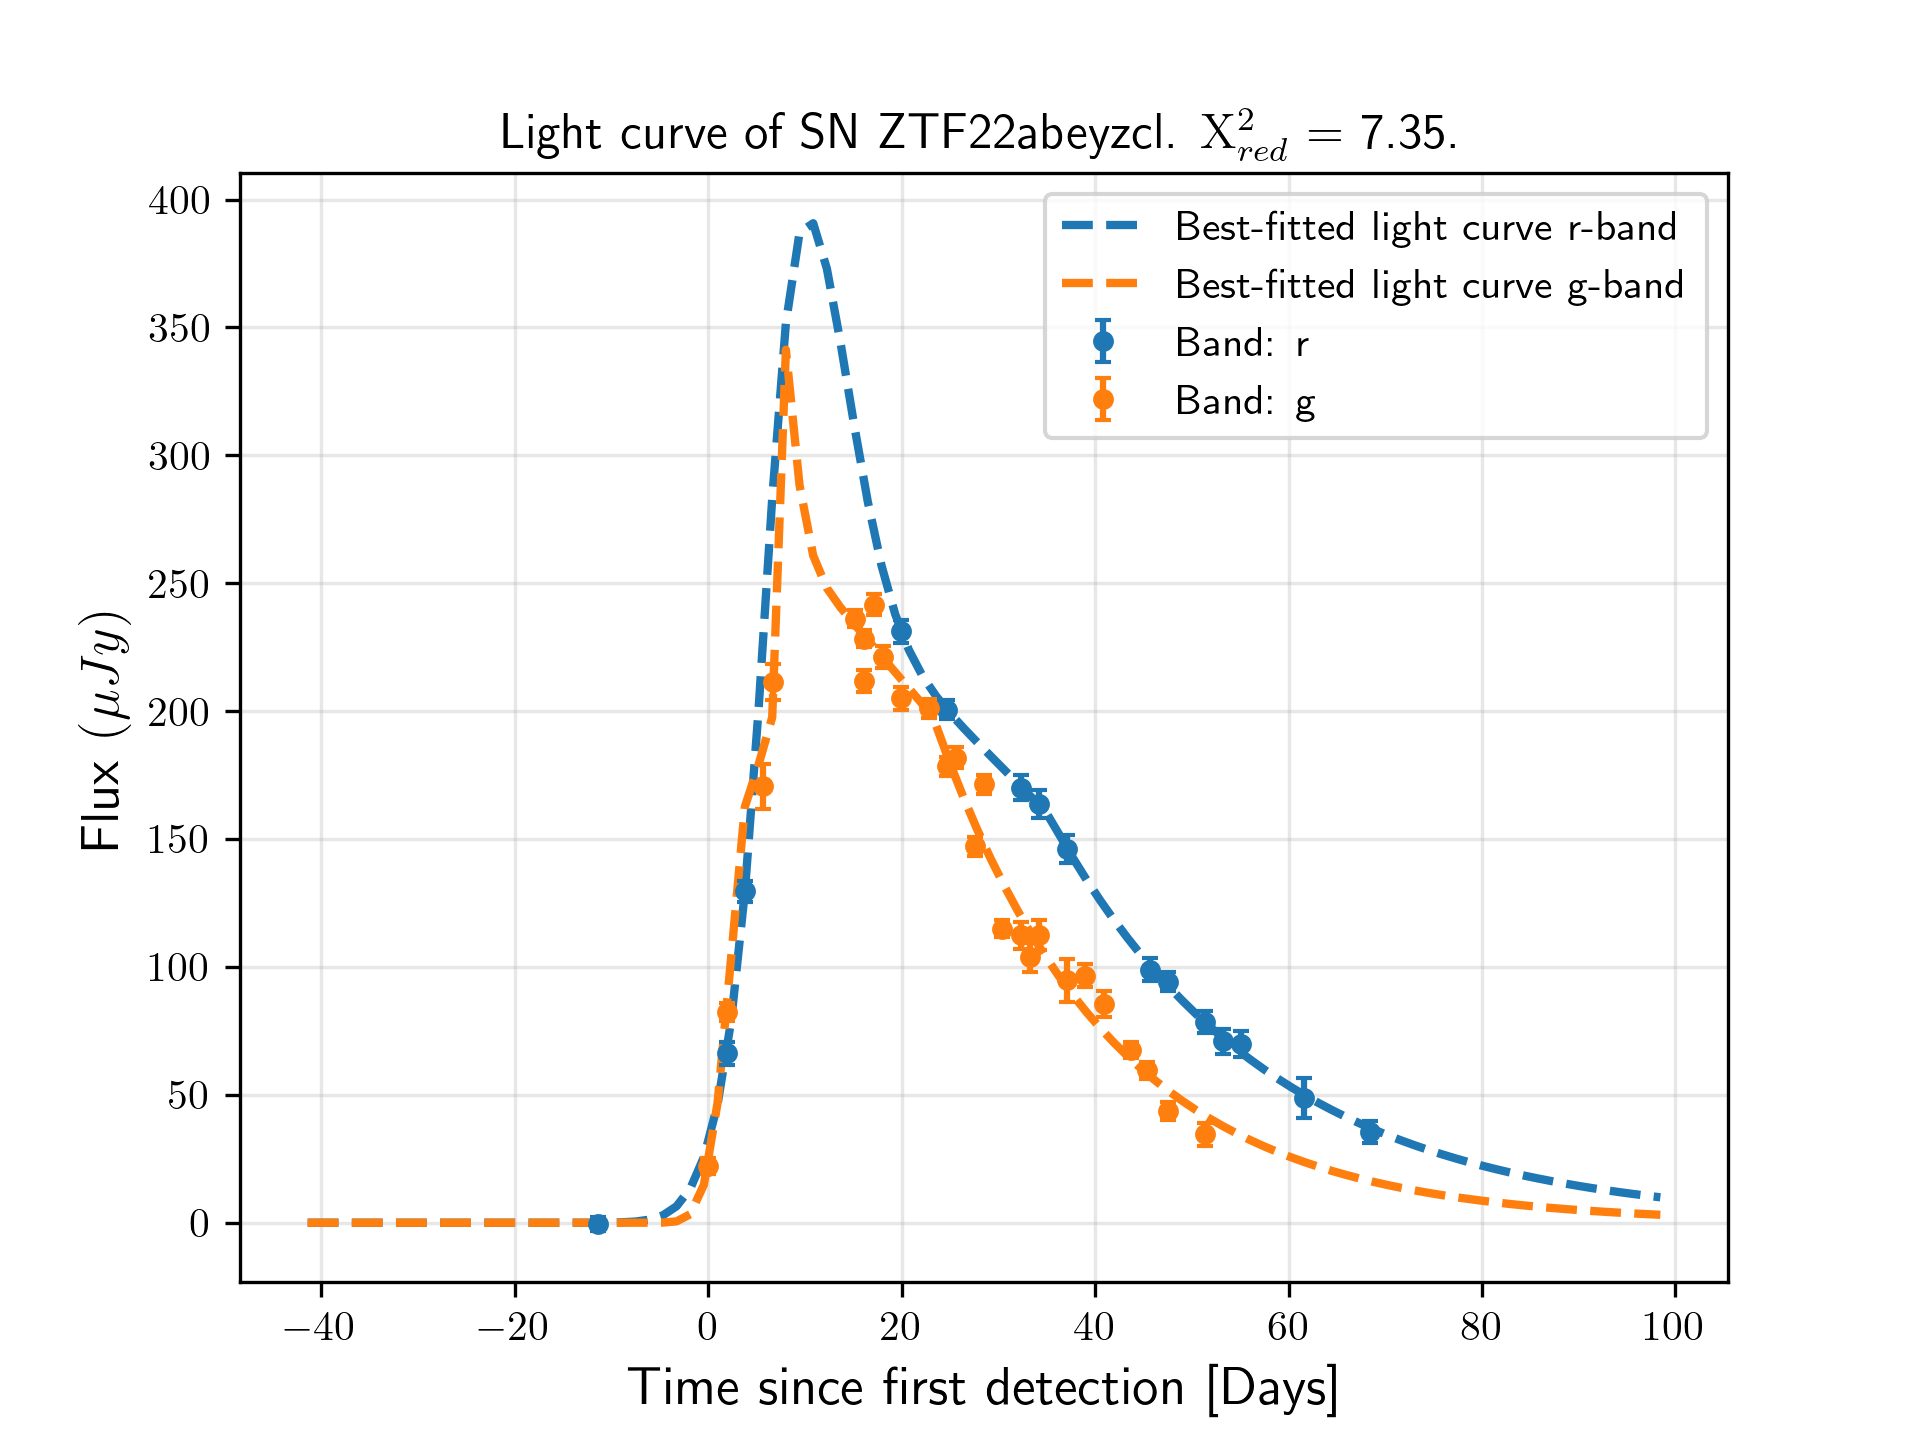 Light curve of SN ZTF22abeyzcl. X²_red = 7.35.
Best-fitted light curve r-band
Best-fitted light curve g-band
Band: r
Band: g
Flux (μJy)
400
350
300
250
200
150
100
50
0
−40 −20 0 20 40 60 80 100
Time since first detection [Days]